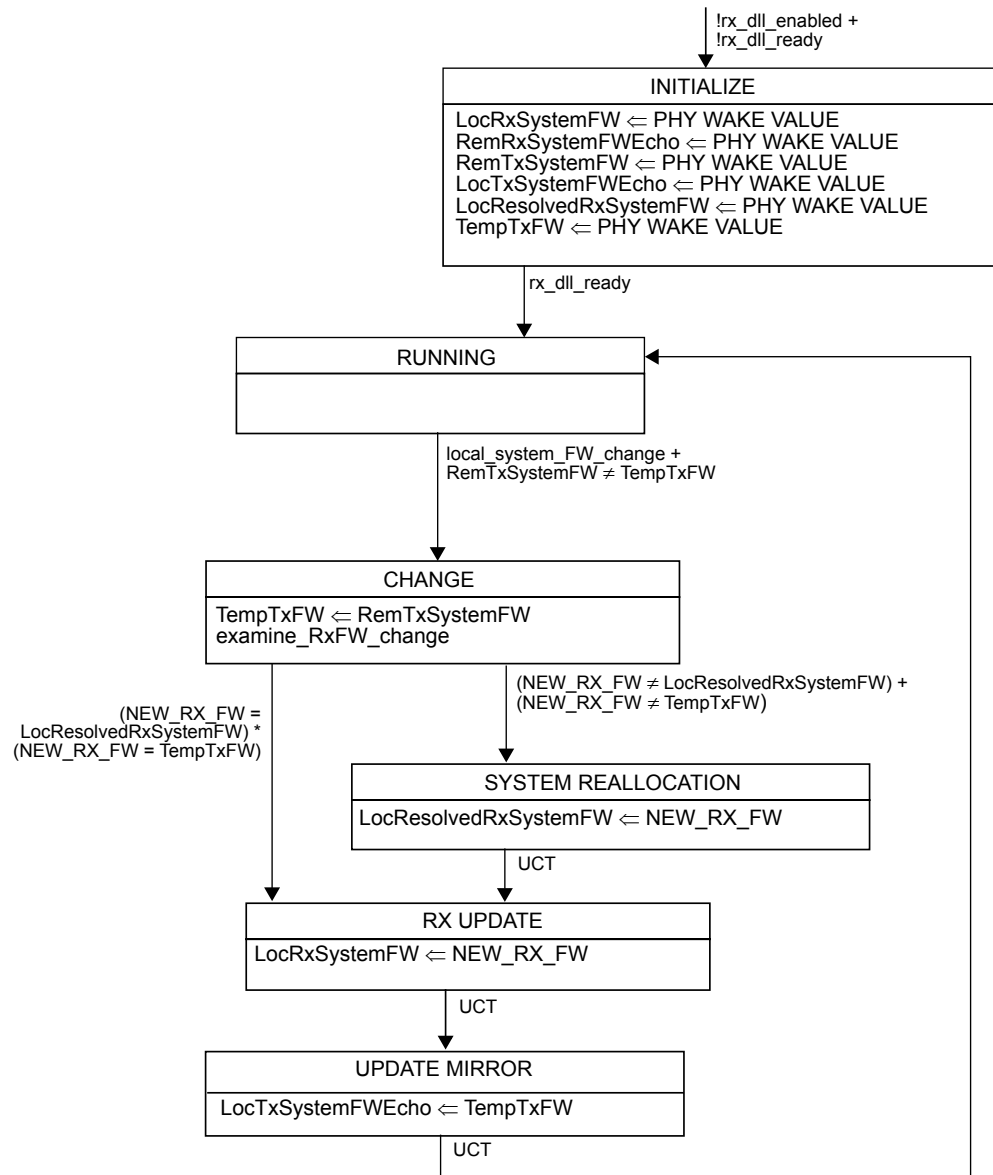 !rx_dll_enabled +
!rx_dll_ready
INITIALIZE
LocRxSystemFW ⇐ PHY WAKE VALUE
RemRxSystemFWEcho ⇐ PHY WAKE VALUE
RemTxSystemFW ⇐ PHY WAKE VALUE
LocTxSystemFWEcho ⇐ PHY WAKE VALUE
LocResolvedRxSystemFW ⇐ PHY WAKE VALUE
TempTxFW ⇐ PHY WAKE VALUE
rx_dll_ready
RUNNING
local_system_FW_change +
RemTxSystemFW ≠ TempTxFW
CHANGE
TempTxFW ⇐ RemTxSystemFW
examine_RxFW_change
(NEW_RX_FW ≠ LocResolvedRxSystemFW) +
(NEW_RX_FW ≠ TempTxFW)
(NEW_RX_FW =
LocResolvedRxSystemFW) *
(NEW_RX_FW = TempTxFW)
SYSTEM REALLOCATION
LocResolvedRxSystemFW ⇐ NEW_RX_FW
UCT
RX UPDATE
LocRxSystemFW ⇐ NEW_RX_FW
UCT
UPDATE MIRROR
LocTxSystemFWEcho ⇐ TempTxFW
UCT